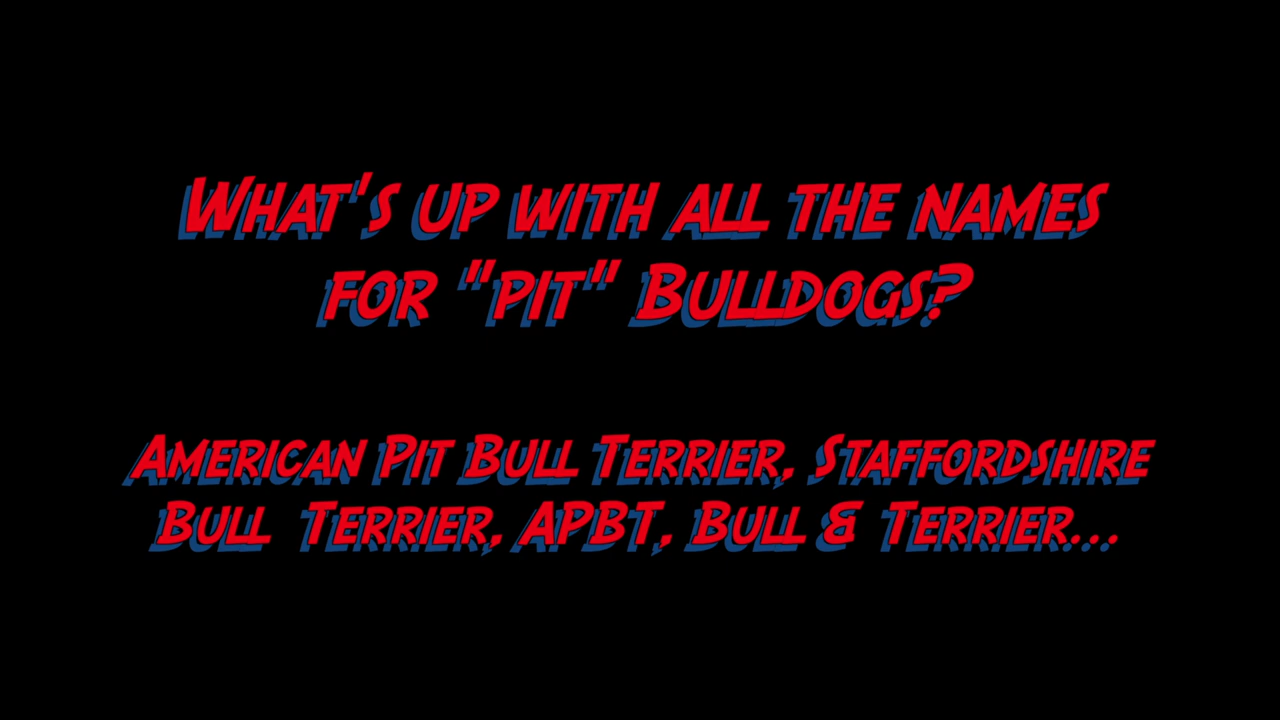 What's up with all the names
for "pit" Bulldogs?
American Pit Bull Terrier, Staffordshire
Bull Terrier, APBT, Bull & Terrier...